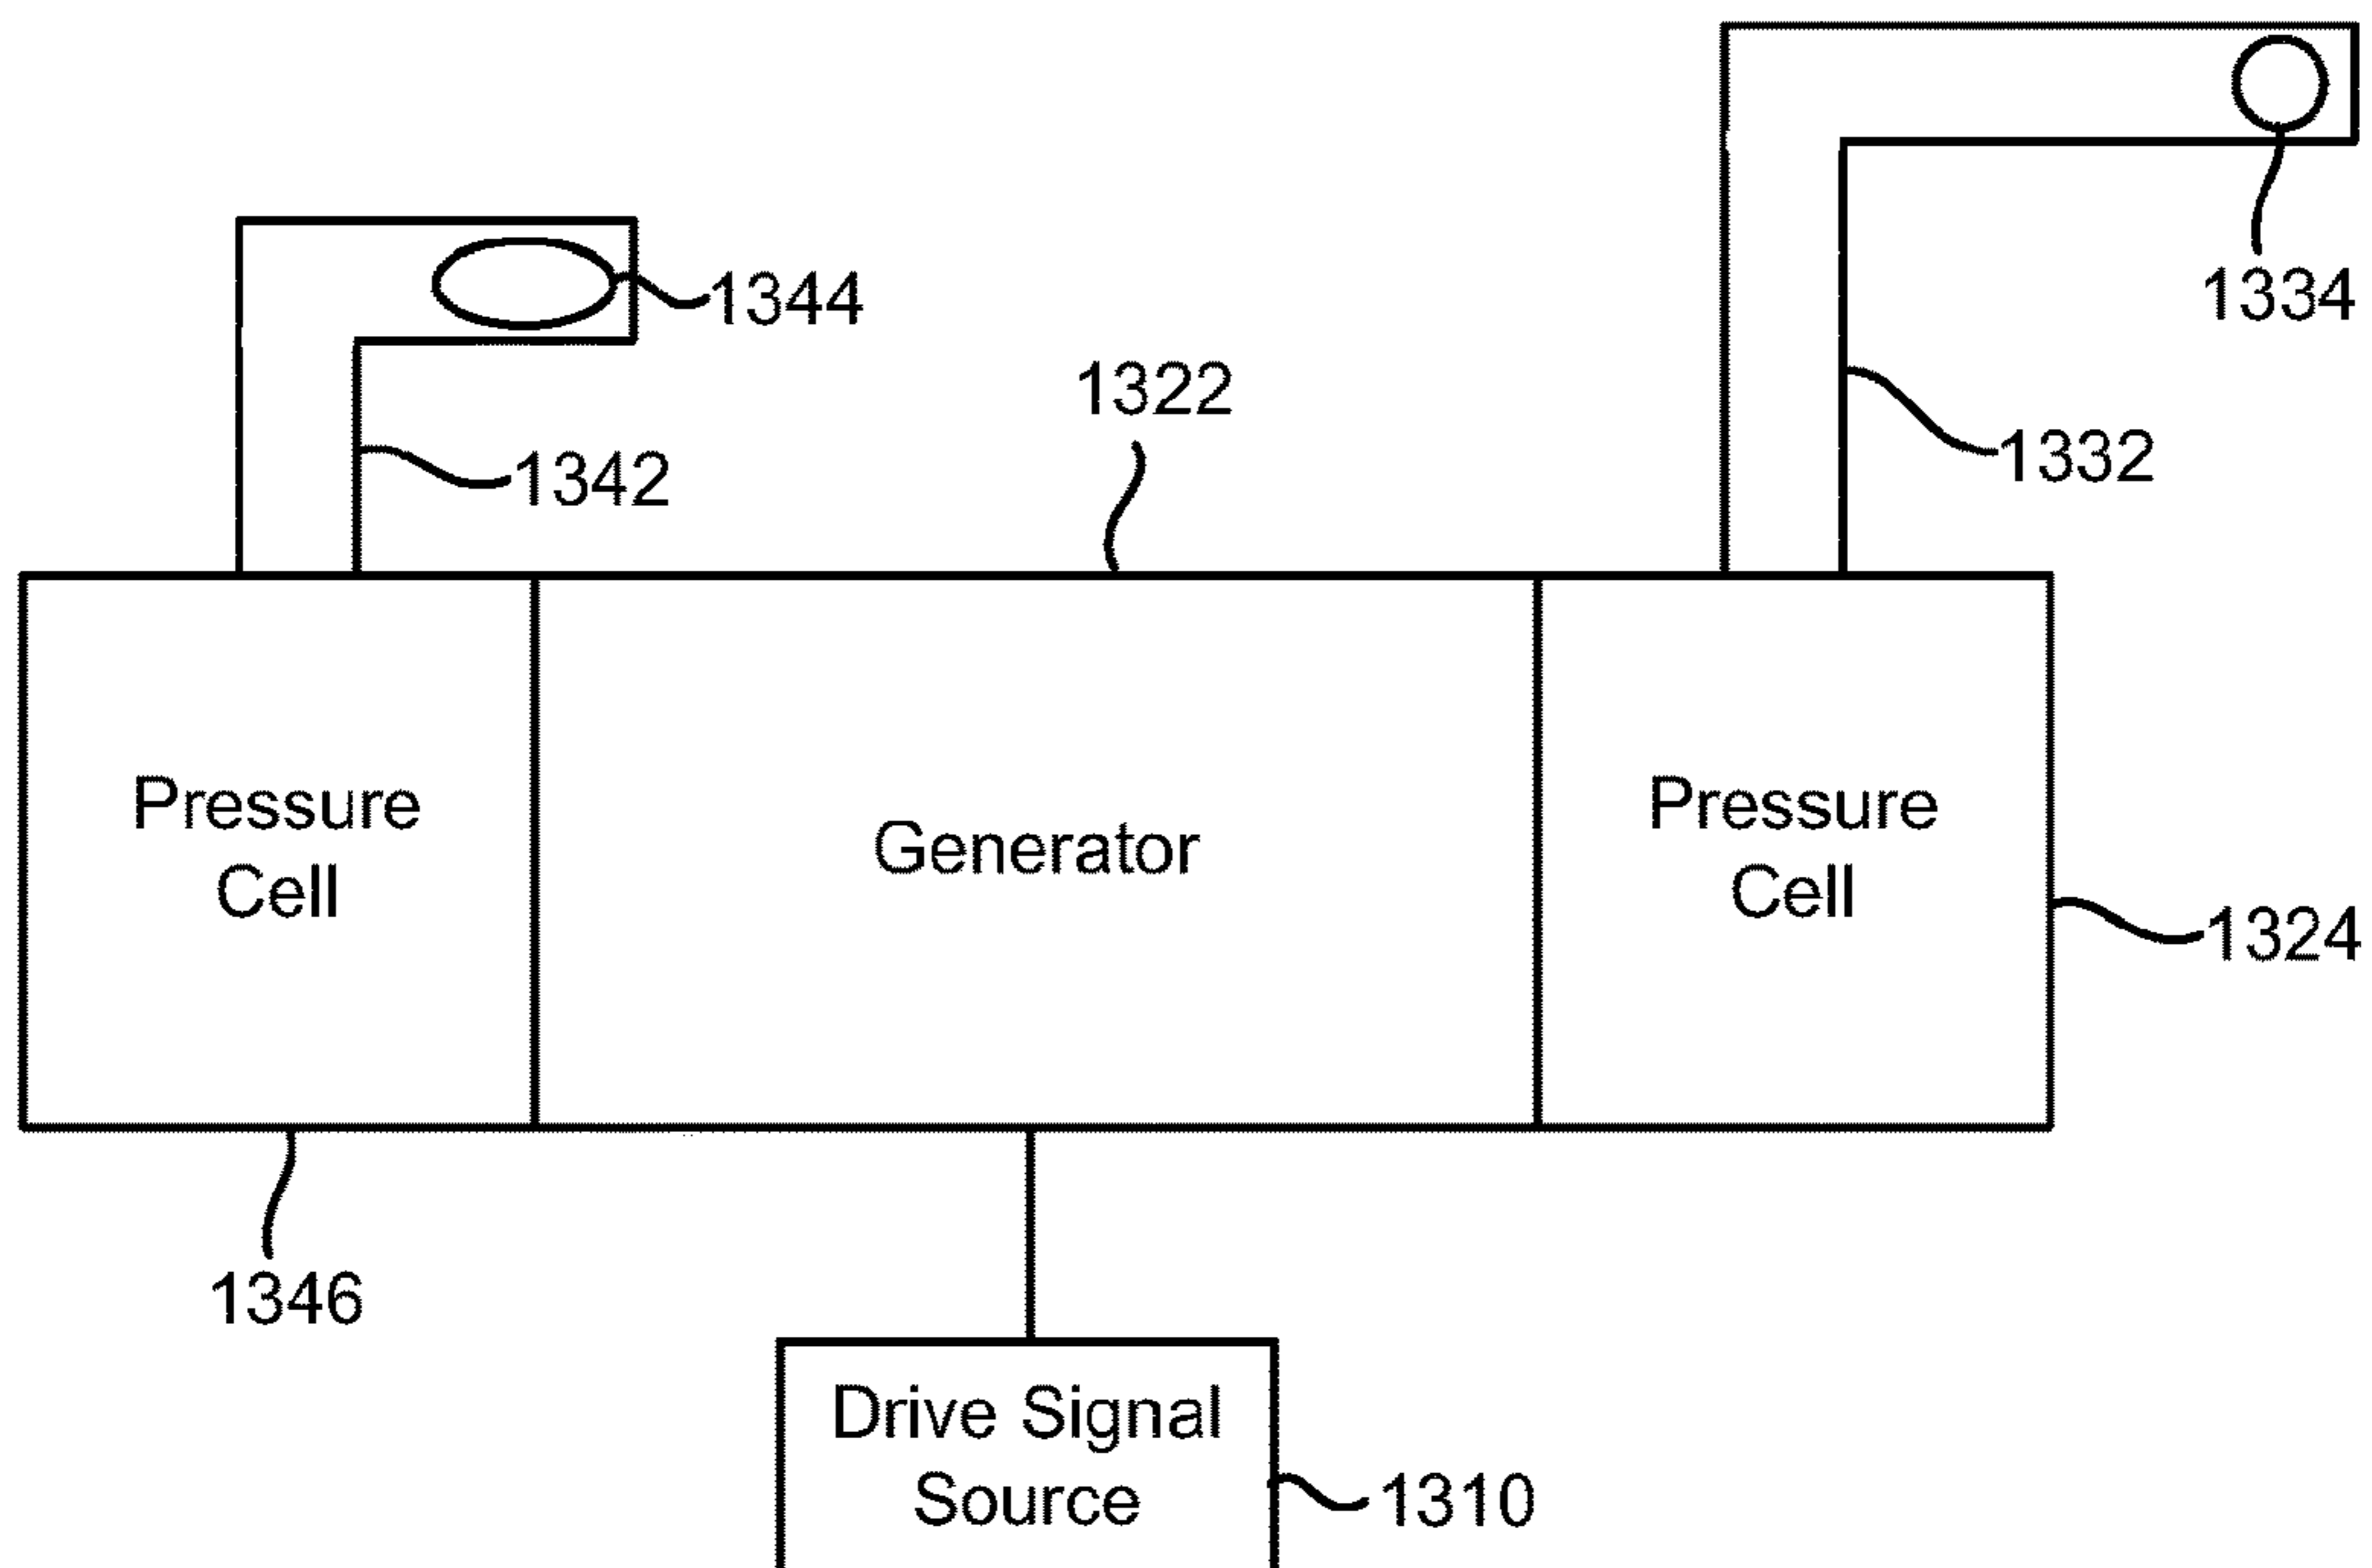 1334
1344
1322
1332
1342
Pressure
Cell
Generator
Pressure
Cell
1324
1346
Drive Signal
Source
1310